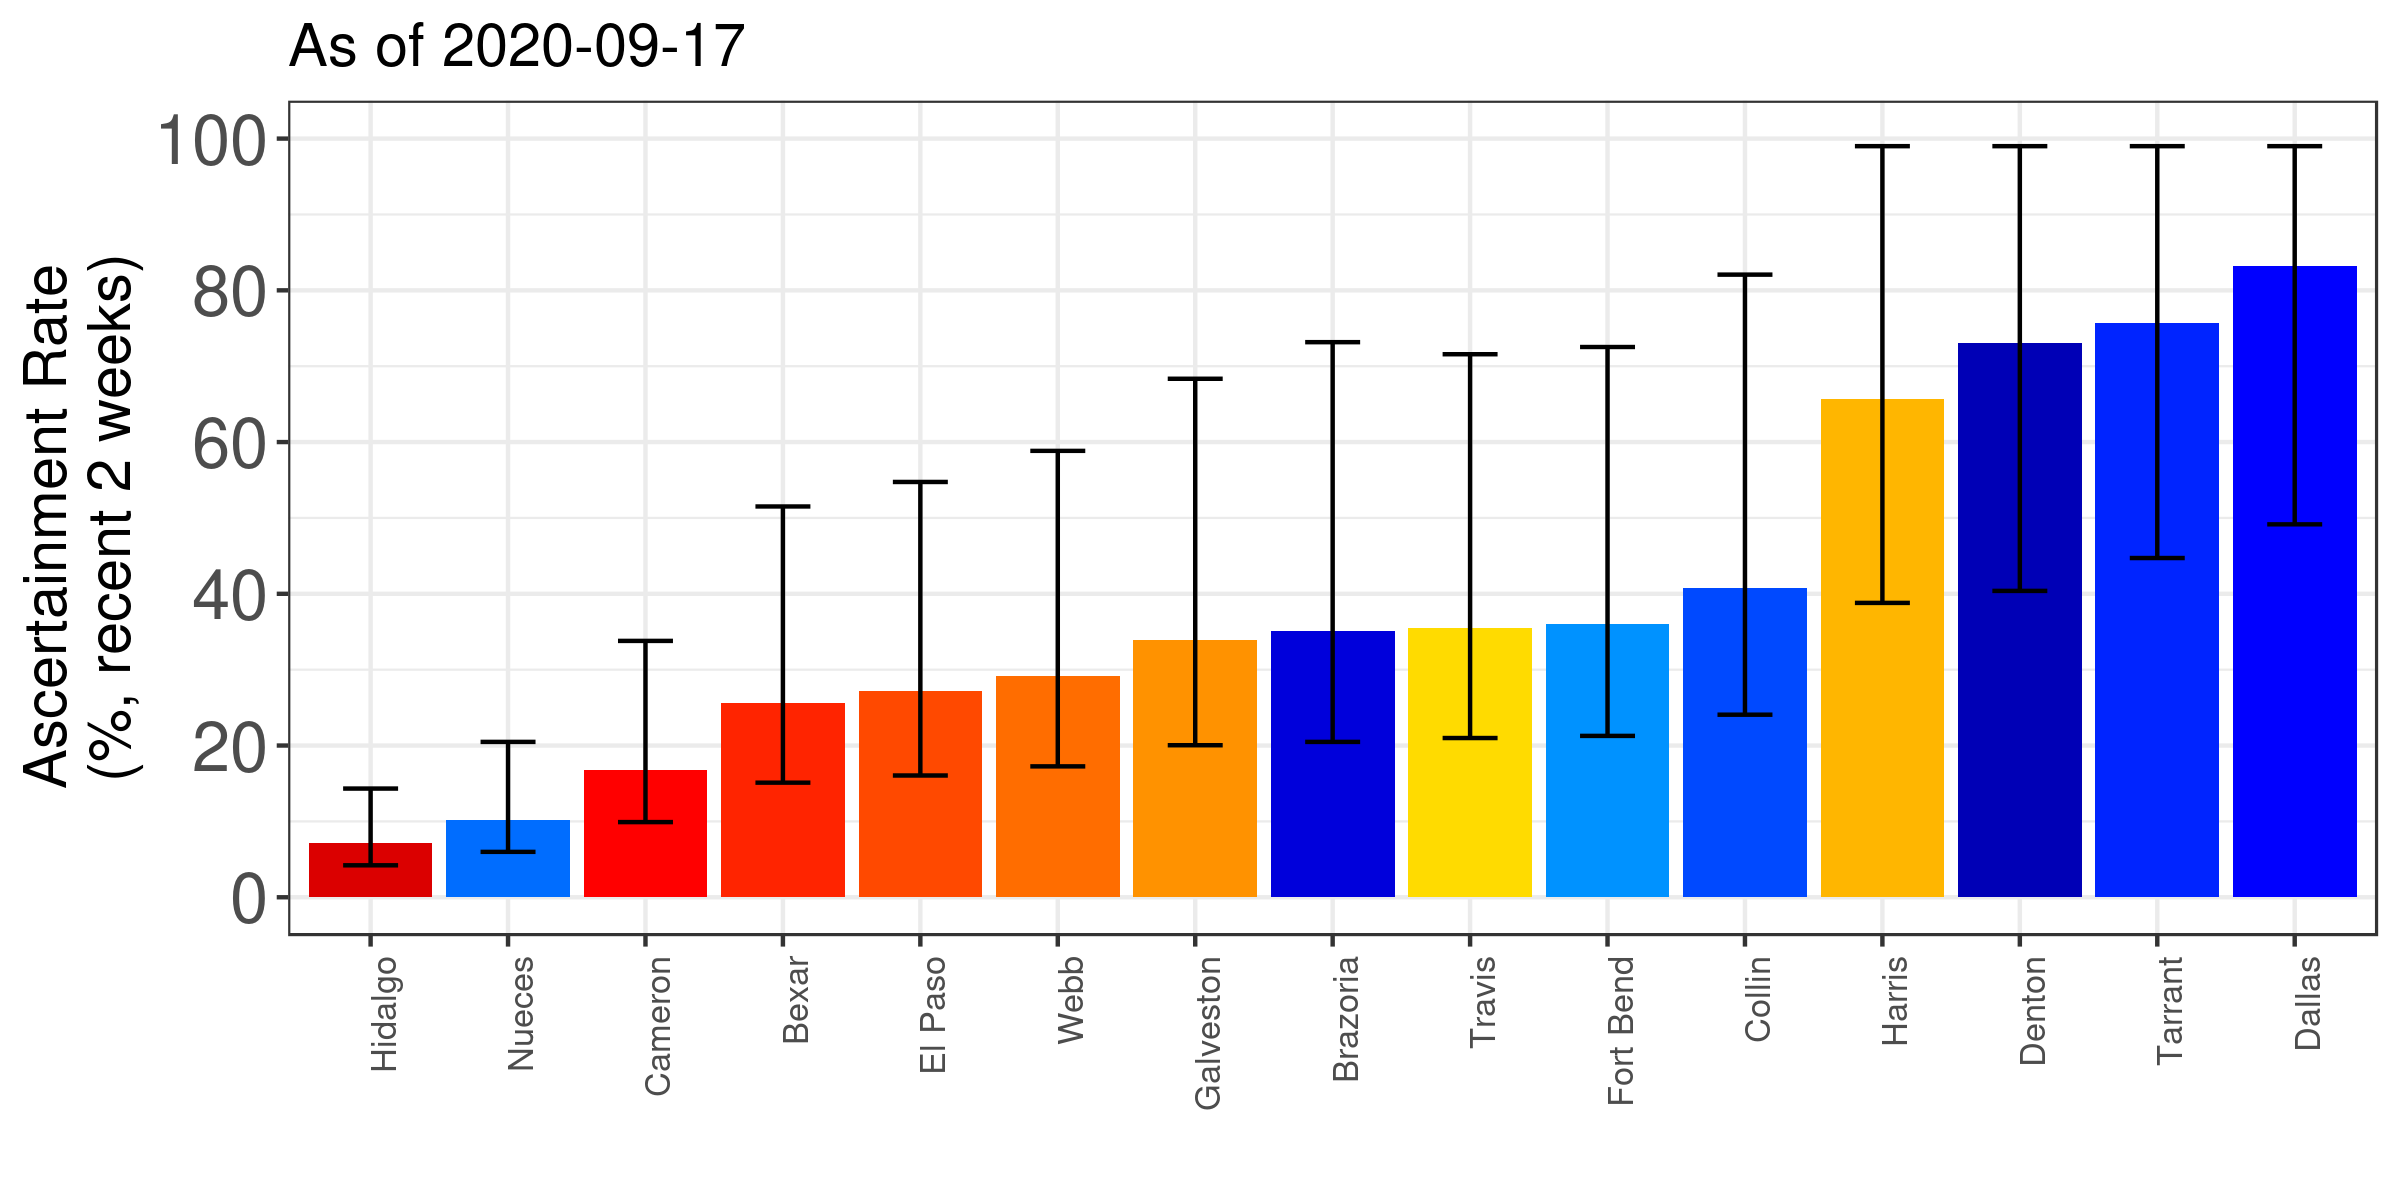 As of 2020-09-17
Ascertainment Rate
(%, recent 2 weeks)
100
80
60
40
20
0
Hidalgo
Nueces
Cameron
Bexar
El Paso
Webb
Galveston
Brazoria
Travis
Fort Bend
Collin
Harris
Denton
Tarrant
Dallas